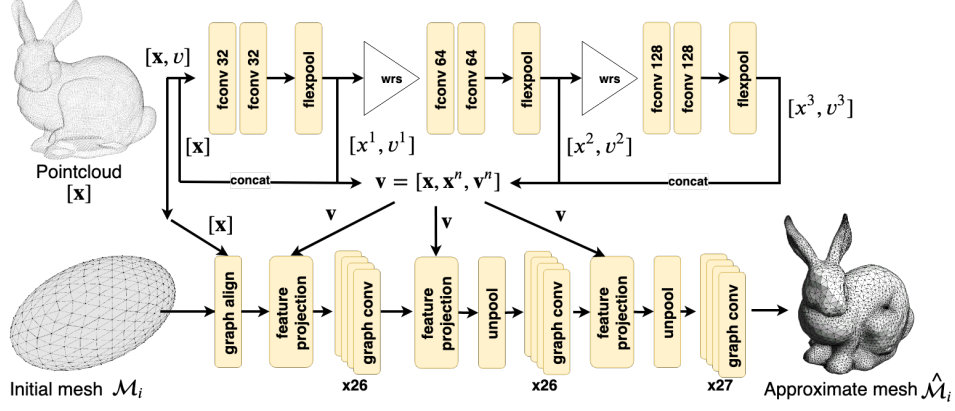 [x, v]
fconv 32
fconv 32
flexpool
wrs
fconv 64
fconv 64
flexpool
wrs
fconv 128
fconv 128
flexpool
[x³, v³]
[x]
[x¹, v¹]
[x², v²]
Pointcloud
[x]
concat
v = [x, xⁿ, vⁿ]
concat
[x]
v
v
v
graph align
feature
projection
graph conv
feature
projection
unpool
graph conv
feature
projection
unpool
graph conv
x26
x26
x27
Initial mesh ℳᵢ
Approximate mesh ℳ̂ᵢ